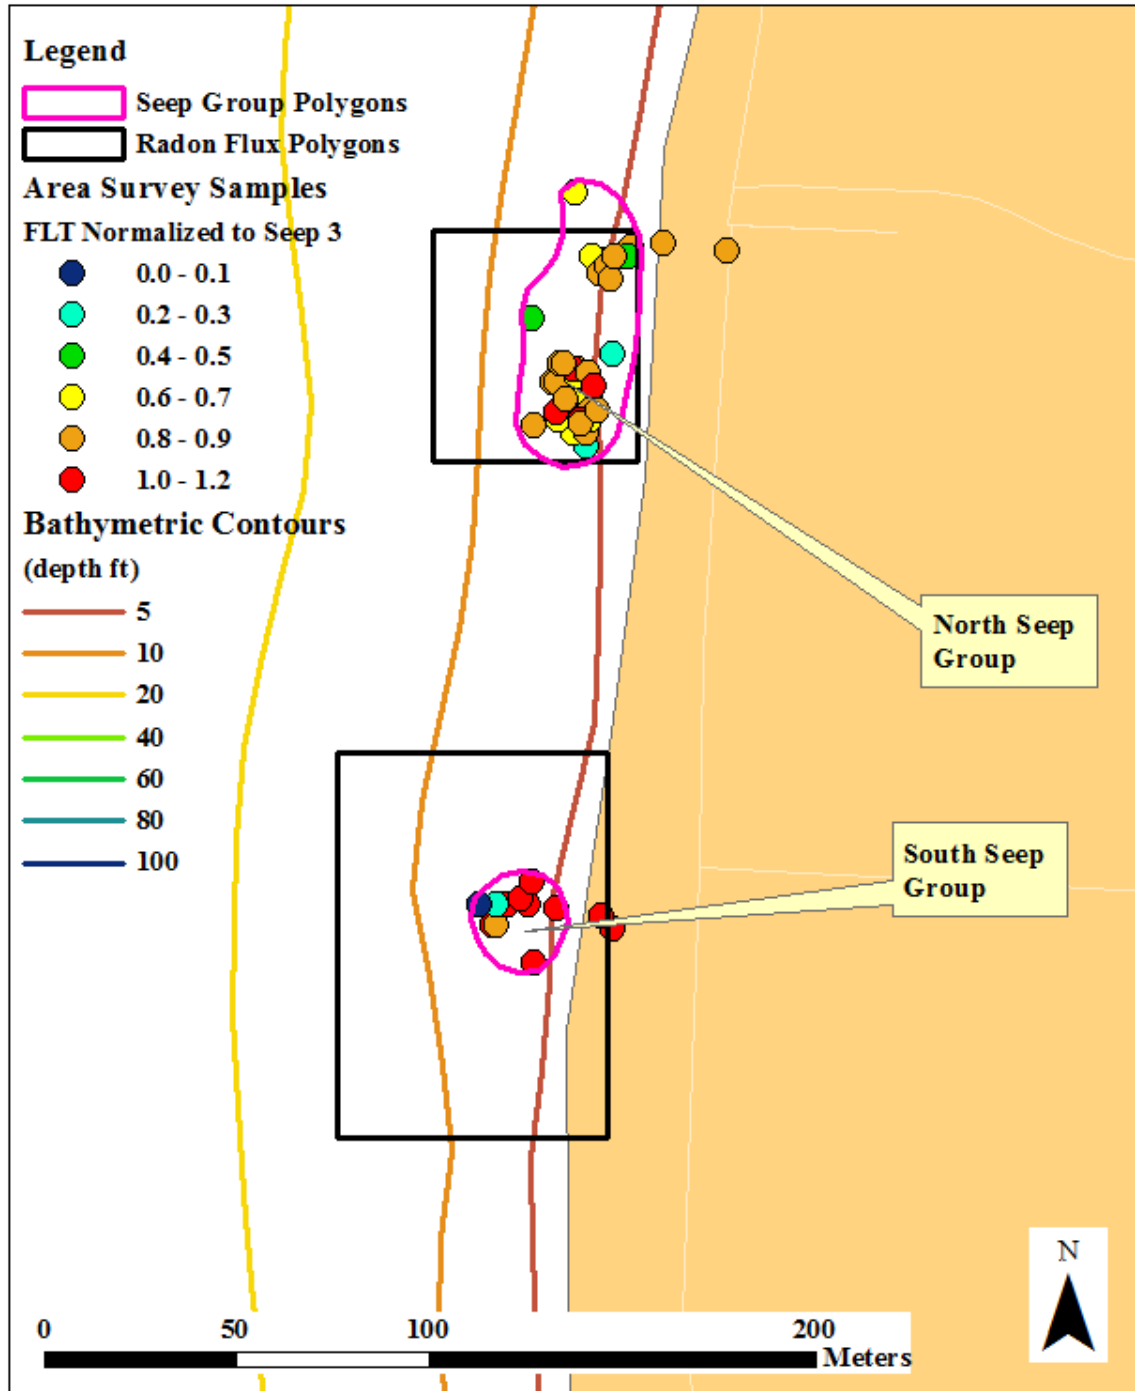 Legend
Seep Group Polygons
Radon Flux Polygons
Area Survey Samples
FLT Normalized to Seep 3
0.0 - 0.1
0.2 - 0.3
0.4 - 0.5
0.6 - 0.7
0.8 - 0.9
1.0 - 1.2
Bathymetric Contours
(depth ft)
5
10
20
40
60
80
100
North Seep
Group
South Seep
Group
N
0 50 100 200
Meters